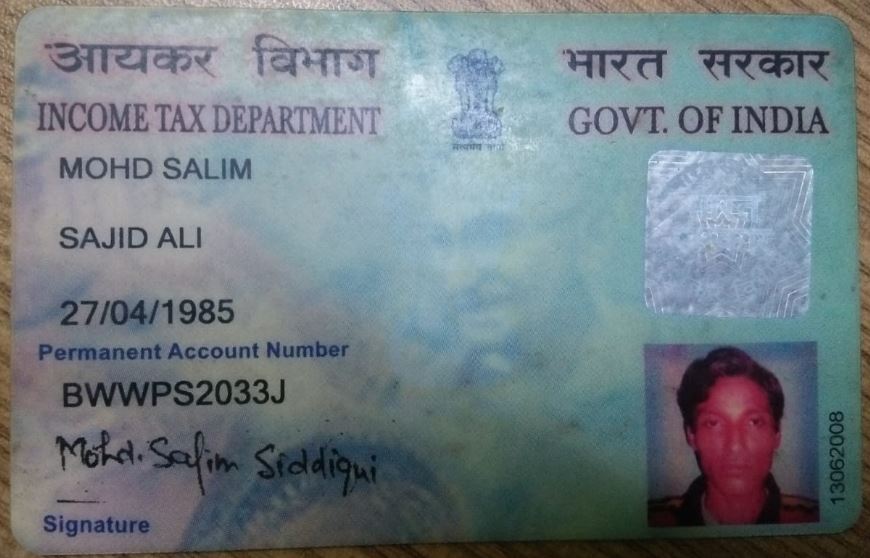 आयकर विभाग
भारत सरकार
INCOME TAX DEPARTMENT
GOVT. OF INDIA
सत्यमेव जयते
MOHD SALIM
SAJID ALI
27/04/1985
Permanent Account Number
BWWPS2033J
Mohd. Salim Siddiqui
Signature
13062008